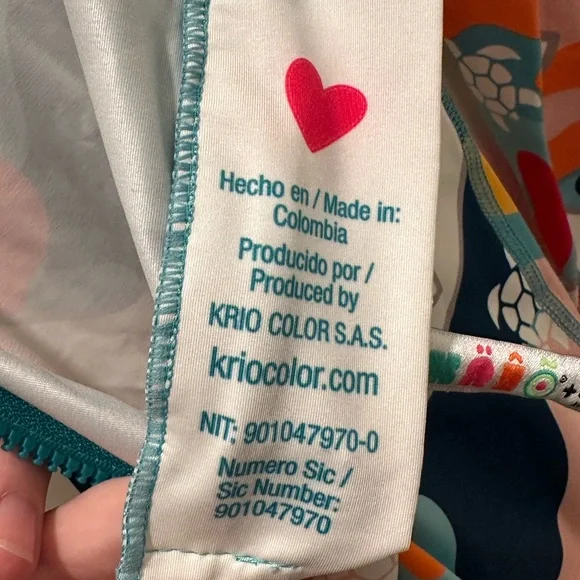 Hecho en / Made in:
Colombia
Producido por /
Produced by
KRIO COLOR S.A.S.
kriocolor.com
NIT: 901047970-0
Numero Sic /
Sic Number:
901047970